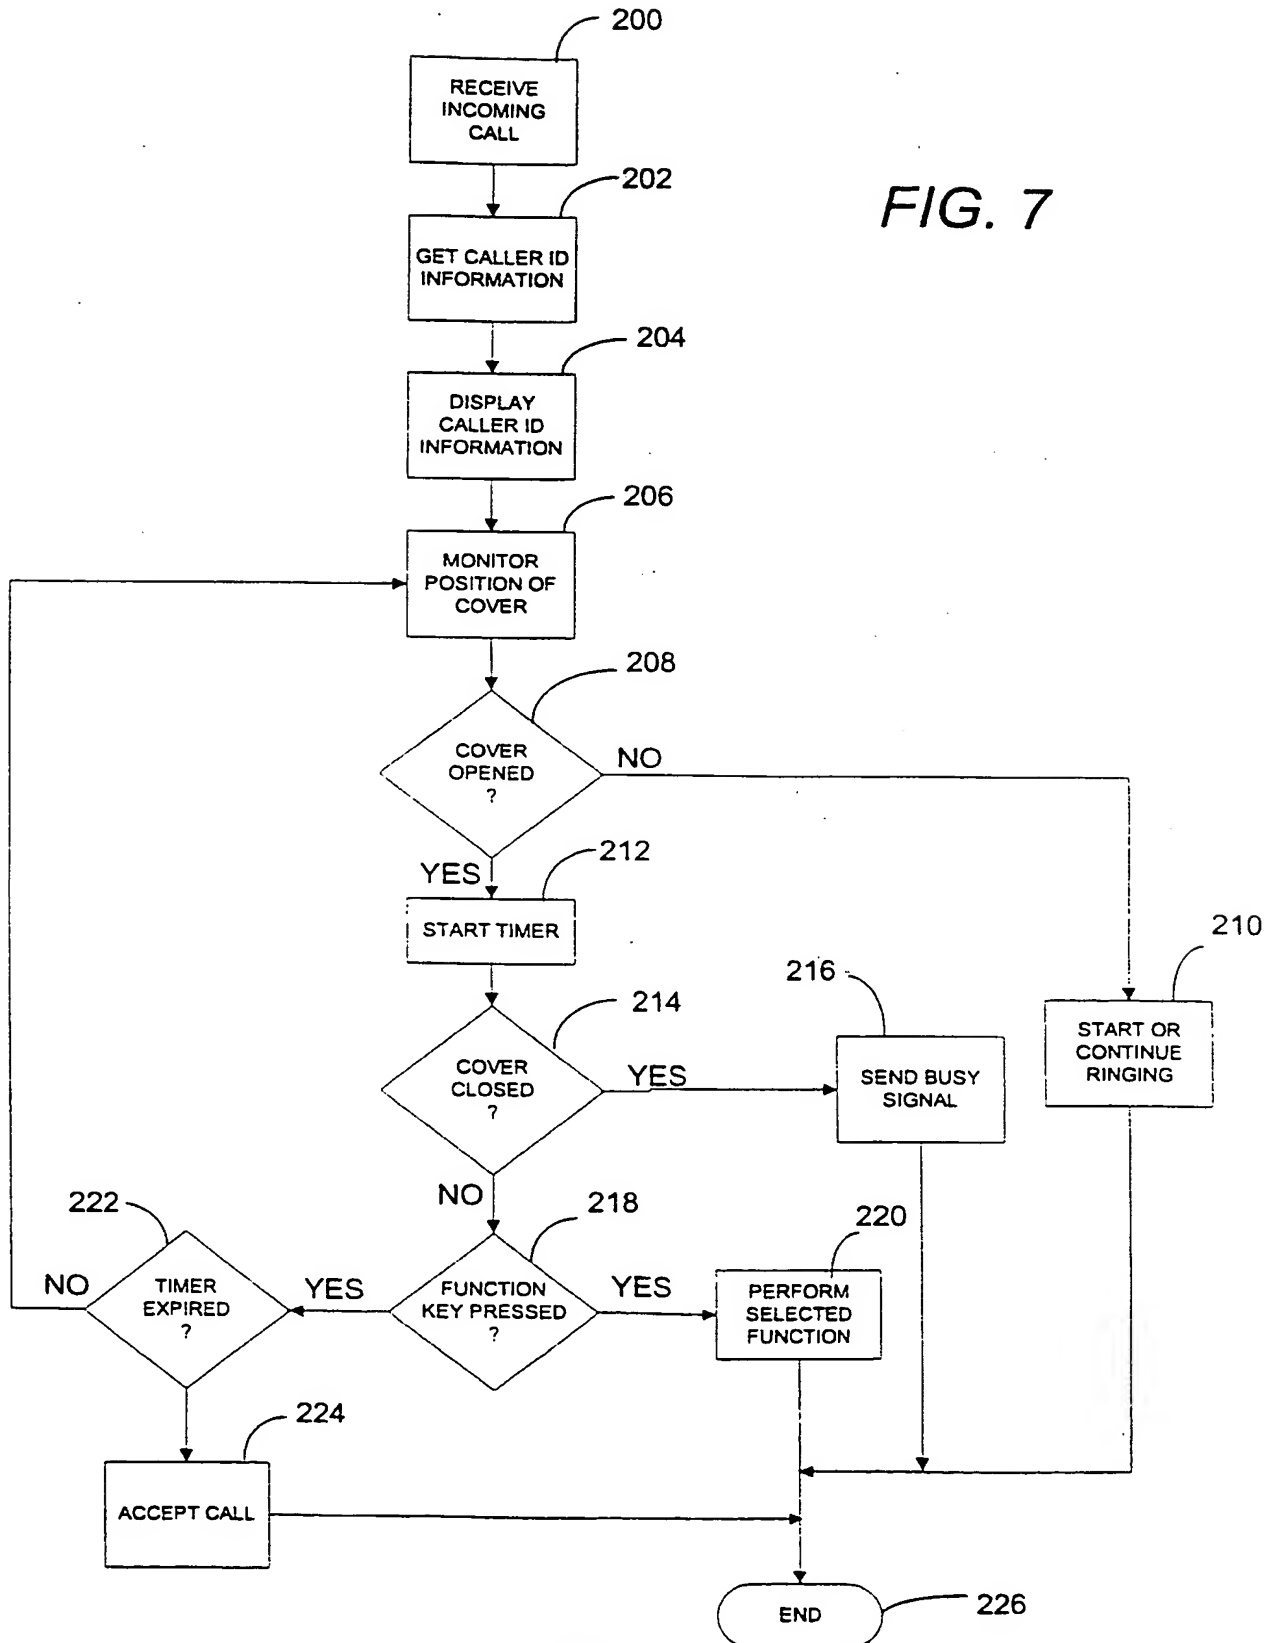 200
RECEIVE
INCOMING
CALL
202
FIG. 7
GET CALLER ID
INFORMATION
204
DISPLAY
CALLER ID
INFORMATION
206
MONITOR
POSITION OF
COVER
208
COVER
OPENED
?
NO
YES
212
START TIMER
210
START OR
CONTINUE
RINGING
216
214
COVER
CLOSED
?
YES
SEND BUSY
SIGNAL
NO
222
218
220
NO
TIMER
EXPIRED
?
YES
FUNCTION
KEY PRESSED
?
YES
PERFORM
SELECTED
FUNCTION
224
ACCEPT CALL
END
226